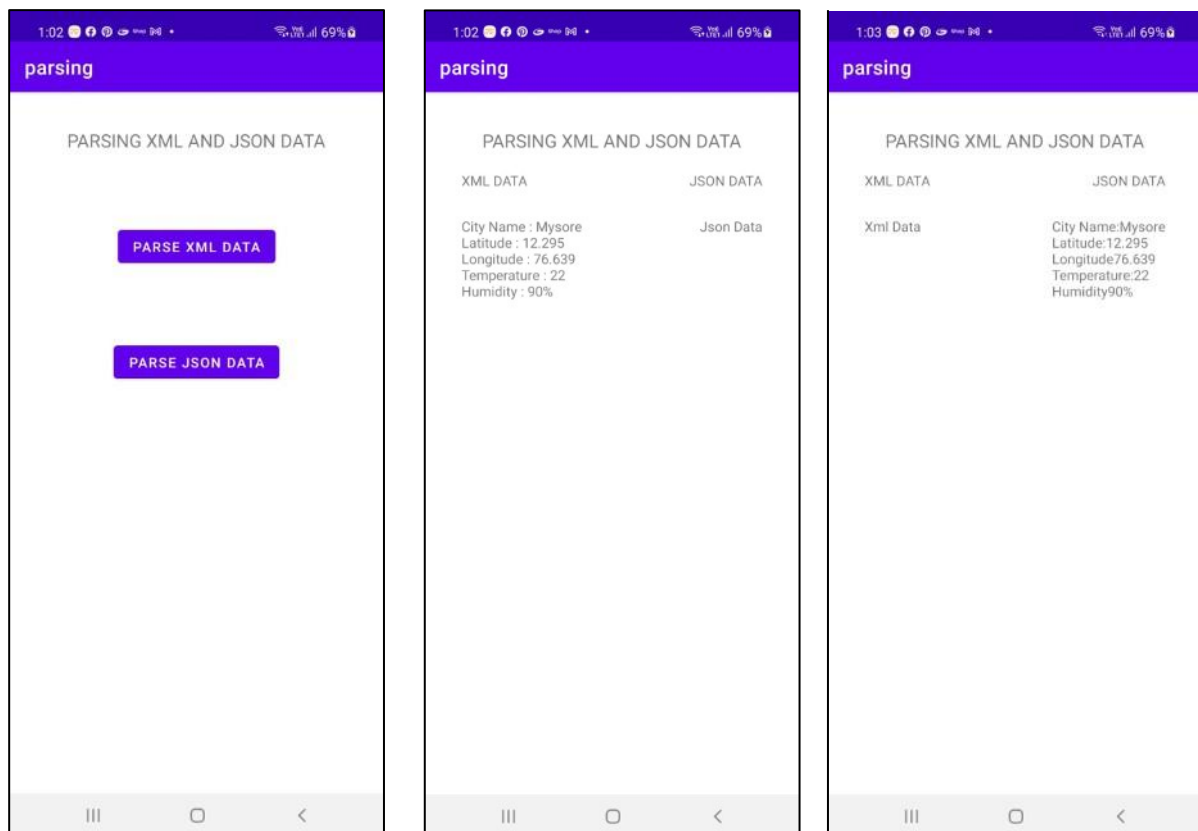 1:02
69%
parsing
PARSING XML AND JSON DATA
PARSE XML DATA
PARSE JSON DATA
1:02
69%
parsing
PARSING XML AND JSON DATA
XML DATA JSON DATA
City Name : Mysore Json Data
Latitude : 12.295
Longitude : 76.639
Temperature : 22
Humidity : 90%
1:03
69%
parsing
PARSING XML AND JSON DATA
XML DATA JSON DATA
Xml Data City Name:Mysore
Latitude:12.295
Longitude76.639
Temperature:22
Humidity90%